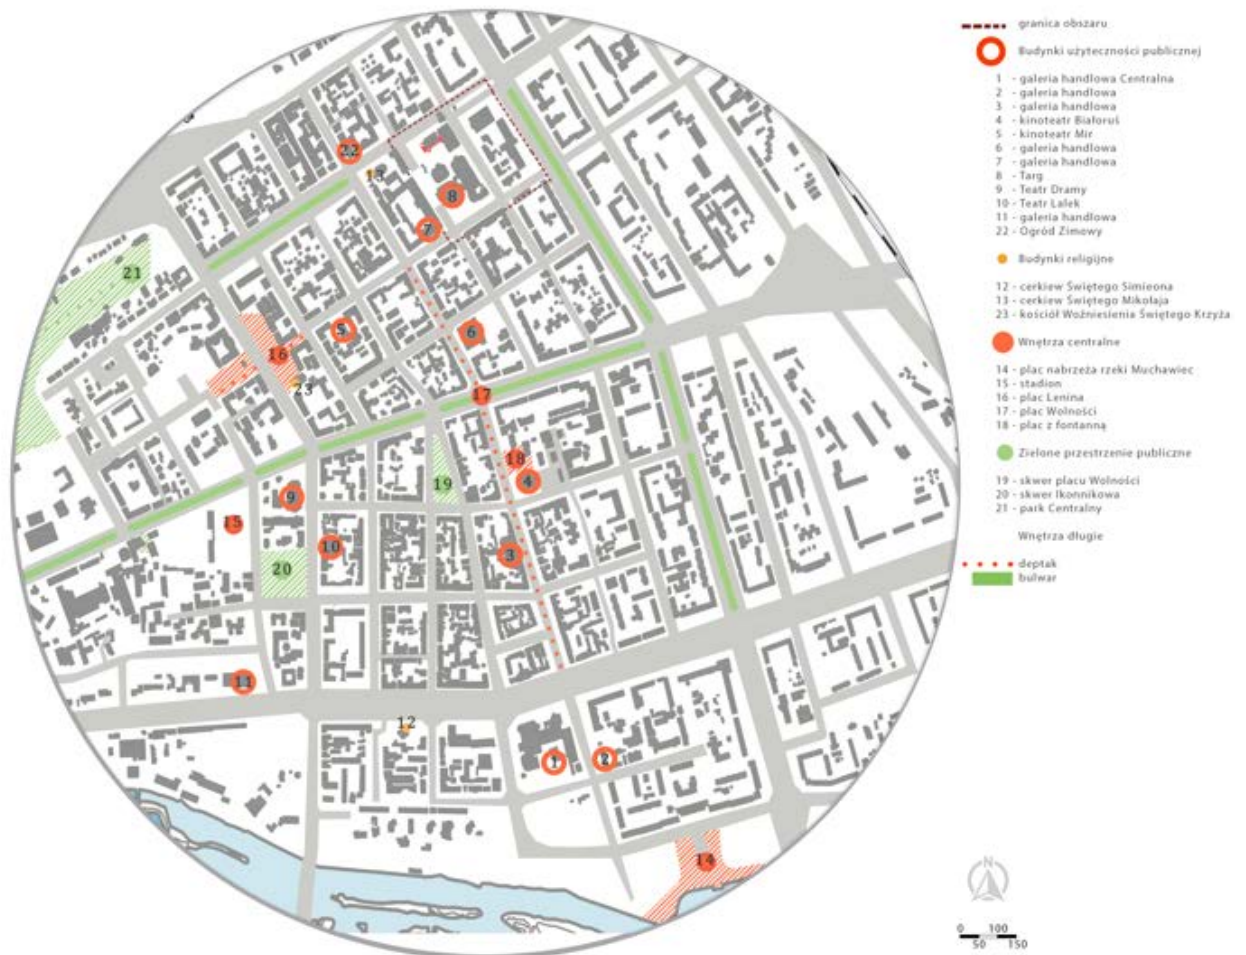 granica obszaru
Budynki użyteczności publicznej
1 - galeria handlowa Centralna
2 - galeria handlowa
3 - galeria handlowa
4 - kinoteatr Białoruś
5 - kinoteatr Mir
6 - galeria handlowa
7 - galeria handlowa
8 - Targ
9 - Teatr Dramy
10 - Teatr Lalek
11 - galeria handlowa
22 - Ogród Zimowy
Budynki religijne
12 - cerkiew Świętego Simieona
13 - cerkiew Świętego Mikołaja
23 - kościół Woźniesienia Świętego Krzyża
Wnętrza centralne
14 - plac nabrzeża rzeki Muchawiec
15 - stadion
16 - plac Lenina
17 - plac Wolności
18 - plac z fontanną
Zielone przestrzenie publiczne
19 - skwer placu Wolności
20 - skwer Ikonnikowa
21 - park Centralny
Wnętrza długie
deptak
bulwar
22
13
8
7
21
5
6
16
23
17
18
4
19
9
15
10
3
20
11
12
1
2
14
N
0 100
50 150